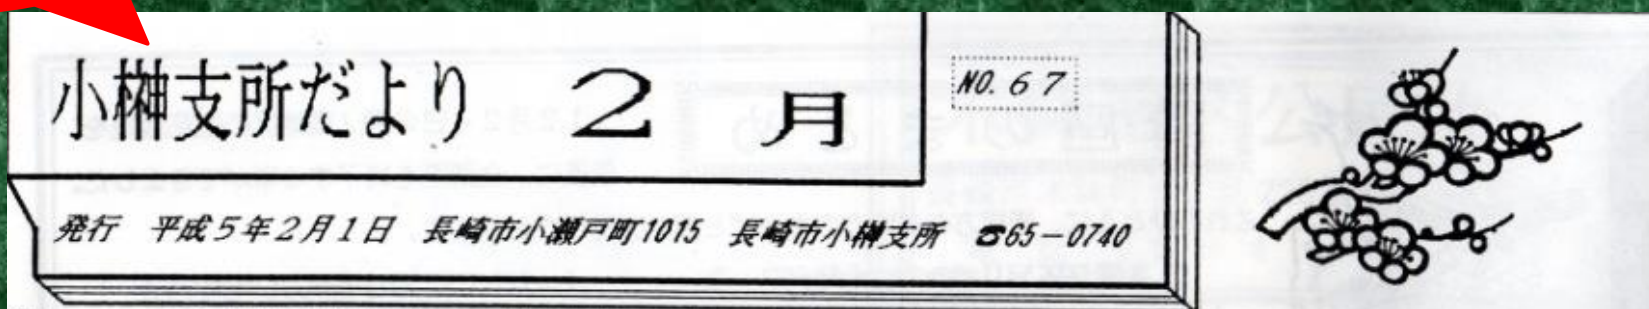 小榊支所だより 2 月
NO. 67
発行 平成5年2月1日 長崎市小瀬戸町1015 長崎市小榊支所 ☎65-0740